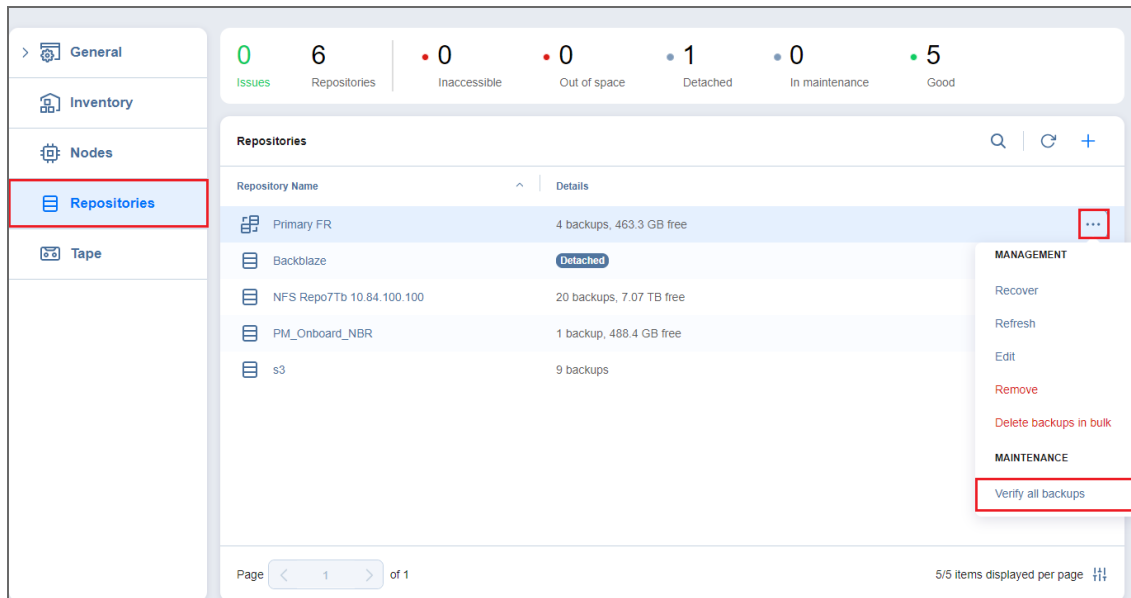 General
Inventory
Nodes
Repositories
Tape
0 6 0 0 1 0 5
Issues Repositories Inaccessible Out of space Detached In maintenance Good
Repositories
Repository Name Details
Primary FR 4 backups, 463.3 GB free
Backblaze Detached
NFS Repo7Tb 10.84.100.100 20 backups, 7.07 TB free
PM_Onboard_NBR 1 backup, 488.4 GB free
s3 9 backups
MANAGEMENT
Recover
Refresh
Edit
Remove
Delete backups in bulk
MAINTENANCE
Verify all backups
Page 1 of 1 5/5 items displayed per page